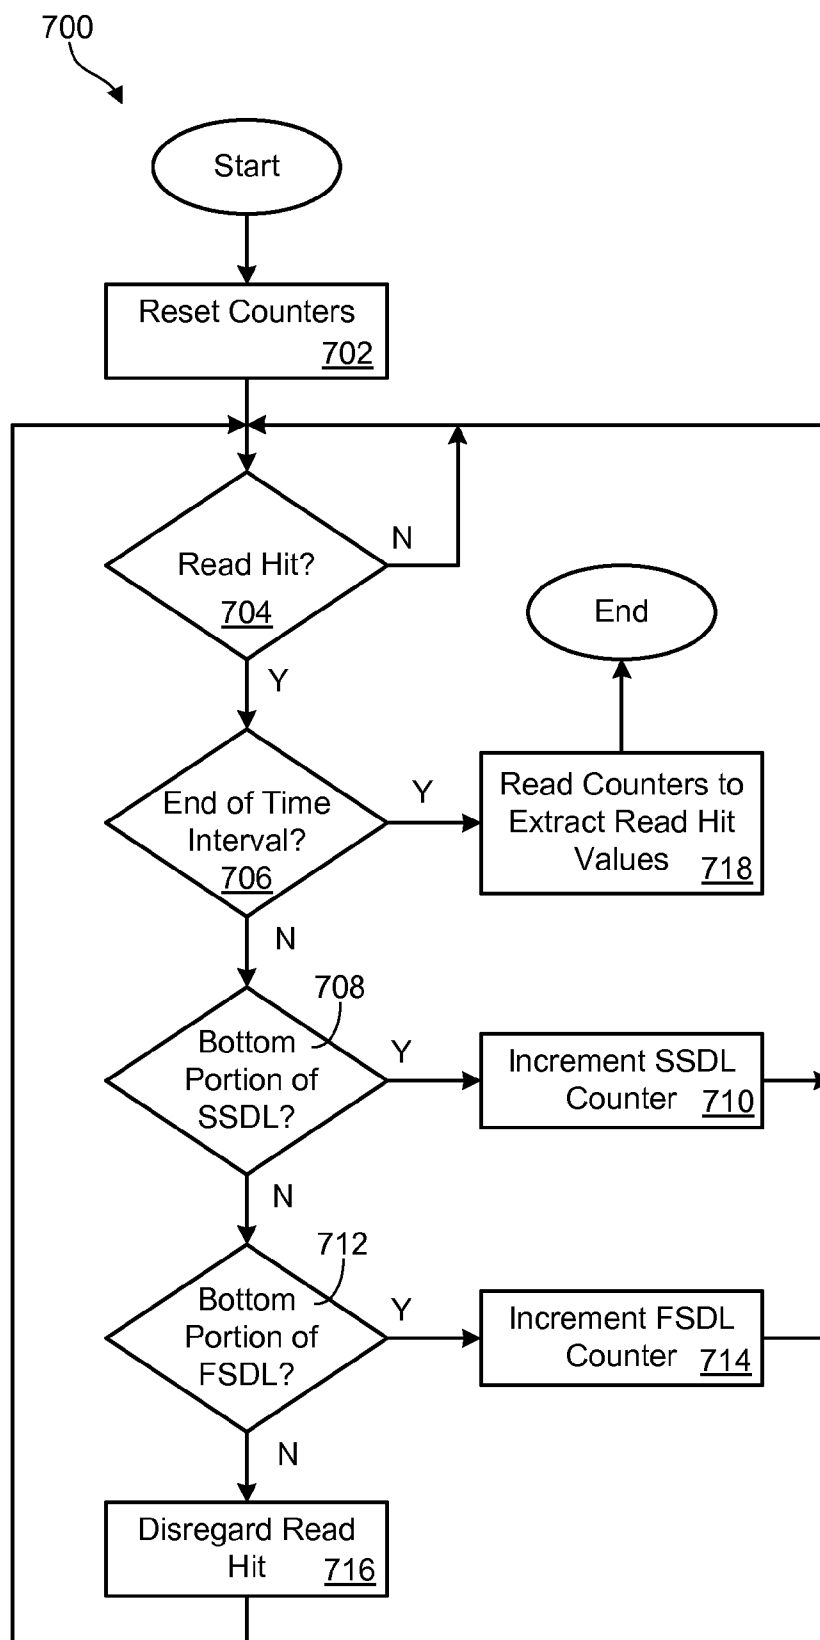 700
Start
Reset Counters
702
Read Hit?
704
N
Y
End
End of Time
Interval?
706
Y
N
Read Counters to
Extract Read Hit
Values 718
708
Bottom
Portion of
SSDL?
Y
N
Increment SSDL
Counter 710
712
Bottom
Portion of
FSDL?
Y
N
Increment FSDL
Counter 714
Disregard Read
Hit 716